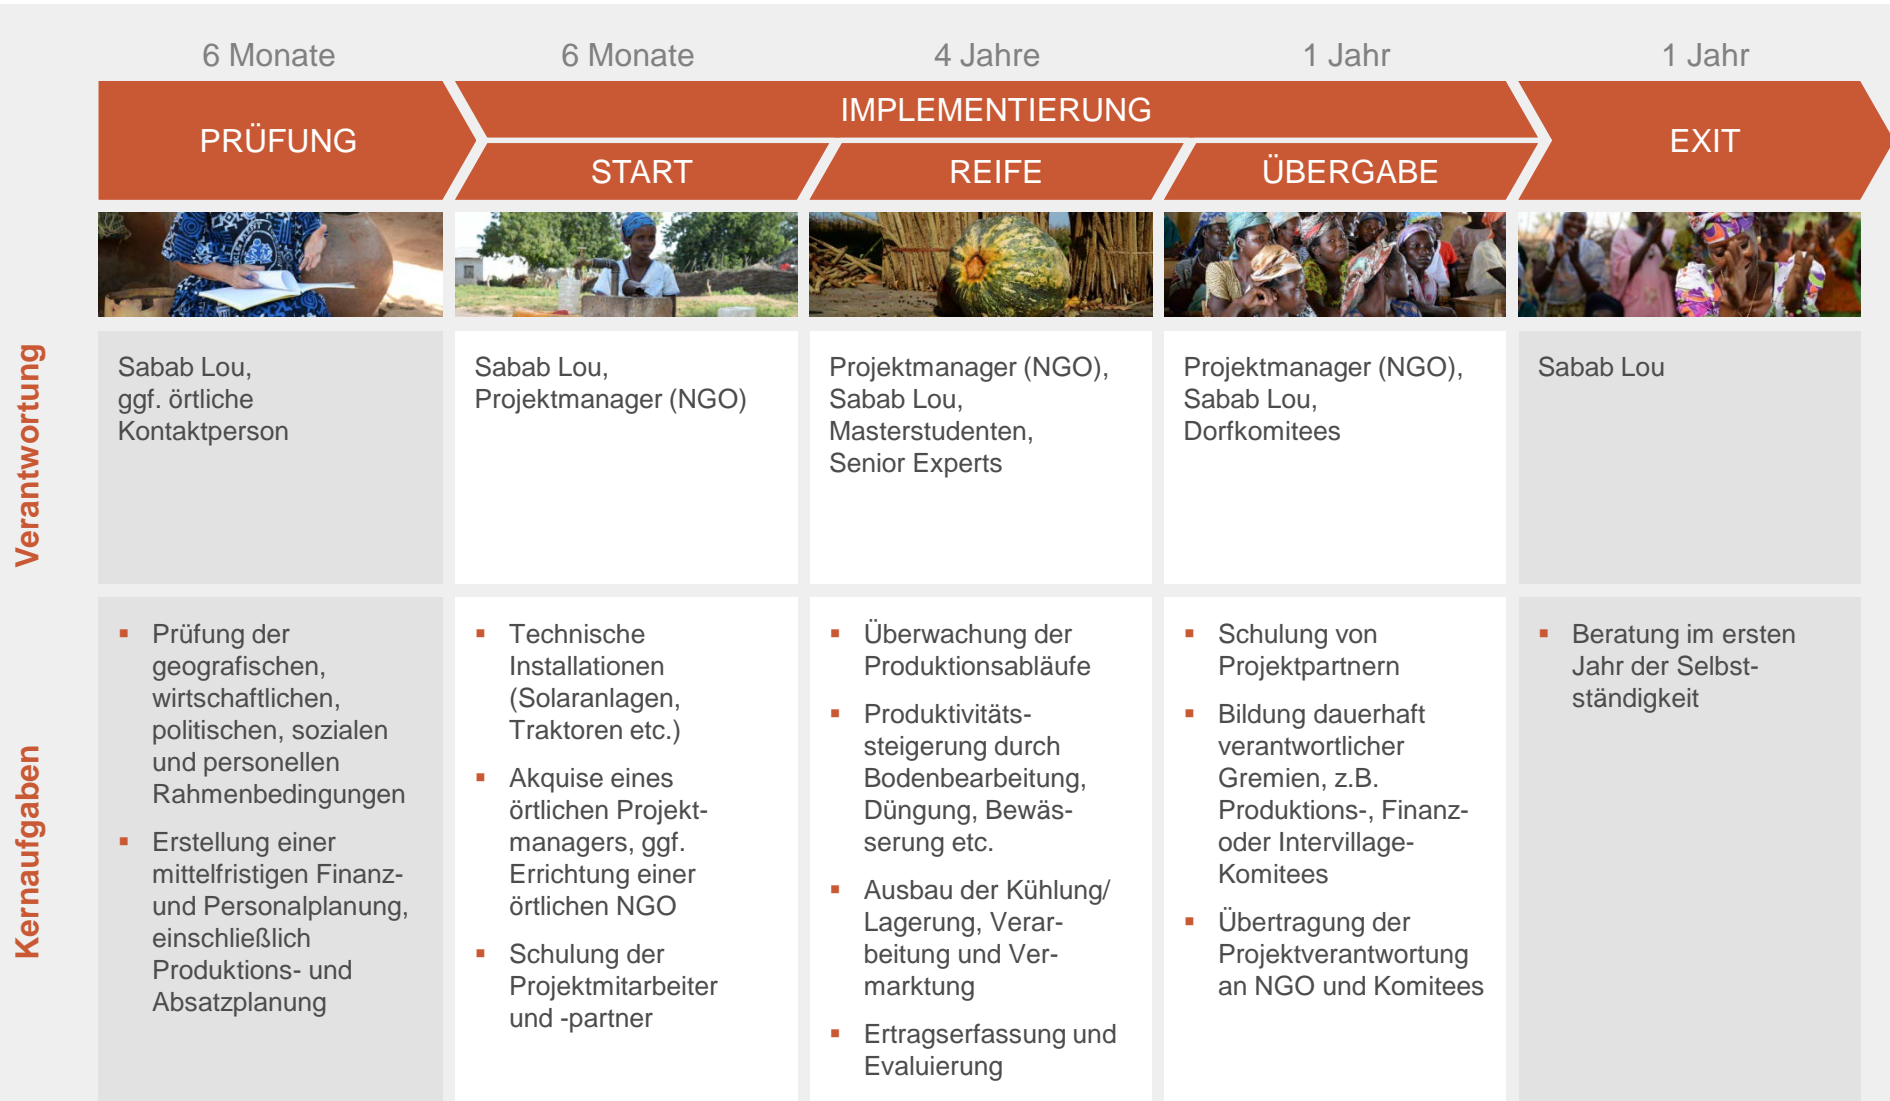 6 Monate
6 Monate
4 Jahre
1 Jahr
1 Jahr
PRÜFUNG
IMPLEMENTIERUNG
START
REIFE
ÜBERGABE
EXIT
Verantwortung
Sabab Lou,
ggf. örtliche
Kontaktperson
Sabab Lou,
Projektmanager (NGO)
Projektmanager (NGO),
Sabab Lou,
Masterstudenten,
Senior Experts
Projektmanager (NGO),
Sabab Lou,
Dorfkomitees
Sabab Lou
Kernaufgaben
▪ Prüfung der
geografischen,
wirtschaftlichen,
politischen, sozialen
und personellen
Rahmenbedingungen
▪ Erstellung einer
mittelfristigen Finanz-
und Personalplanung,
einschließlich
Produktions- und
Absatzplanung
▪ Technische
Installationen
(Solaranlagen,
Traktoren etc.)
▪ Akquise eines
örtlichen Projekt-
managers, ggf.
Errichtung einer
örtlichen NGO
▪ Schulung der
Projektmitarbeiter
und -partner
▪ Überwachung der
Produktionsabläufe
▪ Produktivitäts-
steigerung durch
Bodenbearbeitung,
Düngung, Bewäs-
serung etc.
▪ Ausbau der Kühlung/
Lagerung, Verar-
beitung und Ver-
marktung
▪ Ertragserfassung und
Evaluierung
▪ Schulung von
Projektpartnern
▪ Bildung dauerhaft
verantwortlicher
Gremien, z.B.
Produktions-, Finanz-
oder Intervillage-
Komitees
▪ Übertragung der
Projektverantwortung
an NGO und Komitees
▪ Beratung im ersten
Jahr der Selbst-
ständigkeit